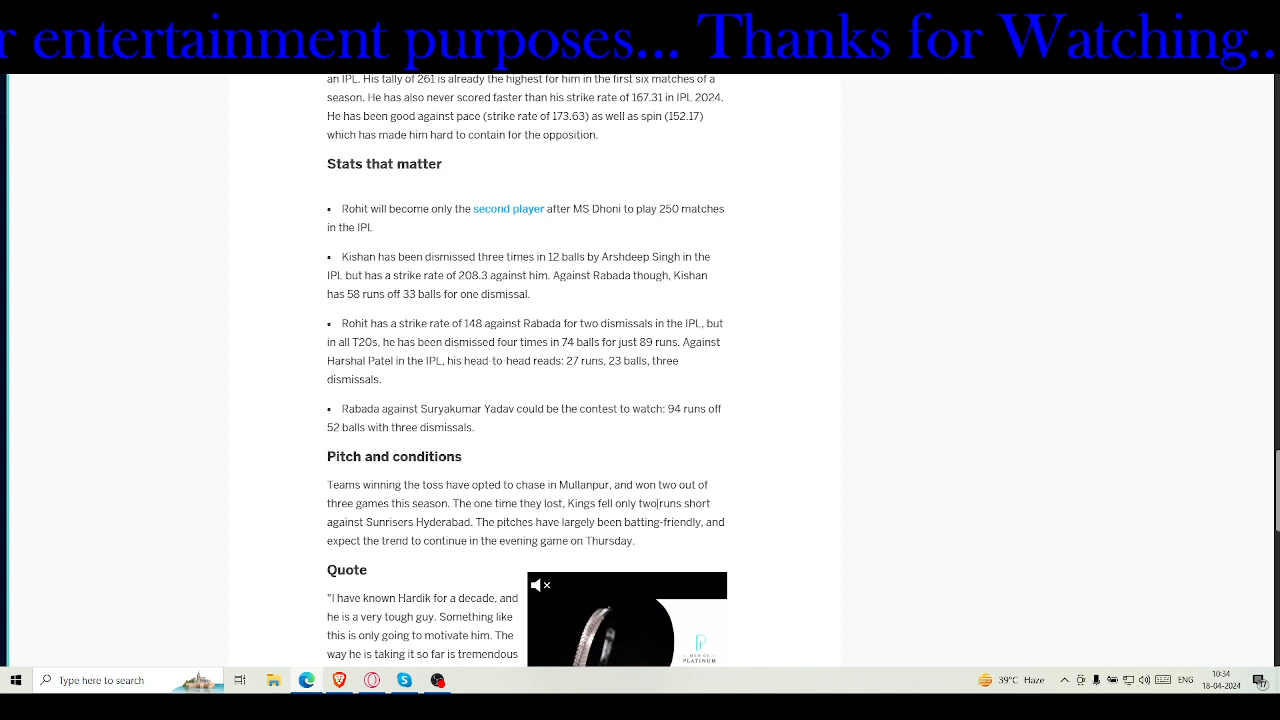 r entertainment purposes... Thanks for Watching..
an IPL. His tally of 261 is already the highest for him in the first six matches of a
season. He has also never scored faster than his strike rate of 167.31 in IPL 2024.
He has been good against pace (strike rate of 173.63) as well as spin (152.17)
which has made him hard to contain for the opposition.
Stats that matter
• Rohit will become only the second player after MS Dhoni to play 250 matches
in the IPL
• Kishan has been dismissed three times in 12 balls by Arshdeep Singh in the
IPL but has a strike rate of 208.3 against him. Against Rabada though, Kishan
has 58 runs off 33 balls for one dismissal.
• Rohit has a strike rate of 148 against Rabada for two dismissals in the IPL, but
in all T20s, he has been dismissed four times in 74 balls for just 89 runs. Against
Harshal Patel in the IPL, his head-to-head reads: 27 runs, 23 balls, three
dismissals.
• Rabada against Suryakumar Yadav could be the contest to watch: 94 runs off
52 balls with three dismissals.
Pitch and conditions
Teams winning the toss have opted to chase in Mullanpur, and won two out of
three games this season. The one time they lost, Kings fell only two runs short
against Sunrisers Hyderabad. The pitches have largely been batting-friendly, and
expect the trend to continue in the evening game on Thursday.
Quote
"I have known Hardik for a decade, and
he is a very tough guy. Something like
this is only going to motivate him. The
way he is taking it so far is tremendous
MEN OF
PLATINUM
Type here to search
39°C Haze
ENG
10:34
18-04-2024